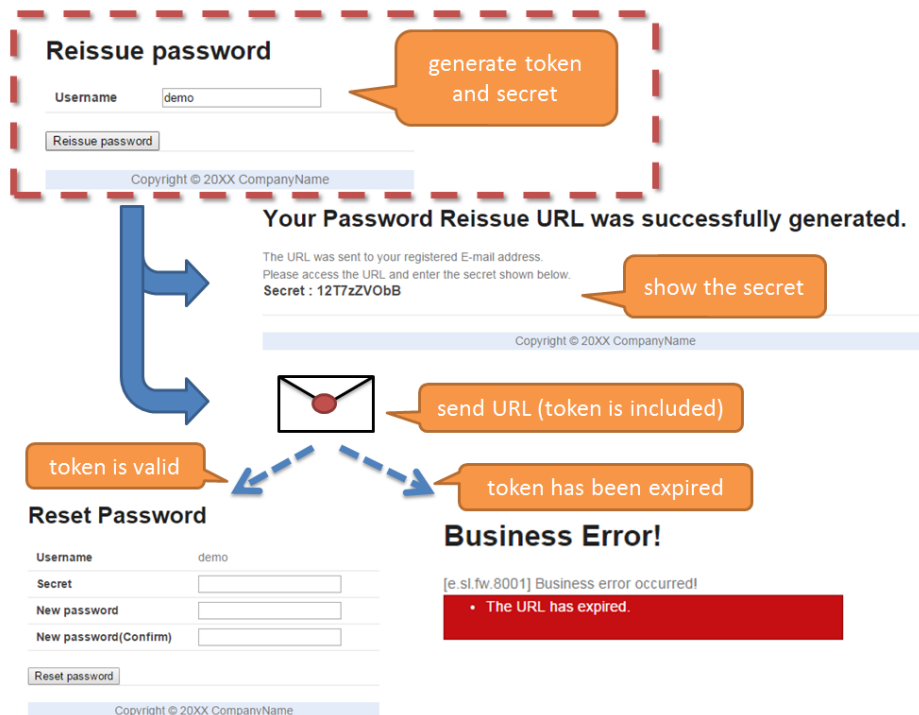 Reissue password
generate token
and secret
Username demo
Reissue password
Copyright © 20XX CompanyName
Your Password Reissue URL was successfully generated.
The URL was sent to your registered E-mail address.
Please access the URL and enter the secret shown below.
Secret : 12T7zZVObB
show the secret
Copyright © 20XX CompanyName
send URL (token is included)
token is valid
token has been expired
Reset Password
Username demo
Secret
New password
New password(Confirm)
Reset password
Copyright © 20XX CompanyName
Business Error!
[e.sl.fw.8001] Business error occurred!
• The URL has expired.